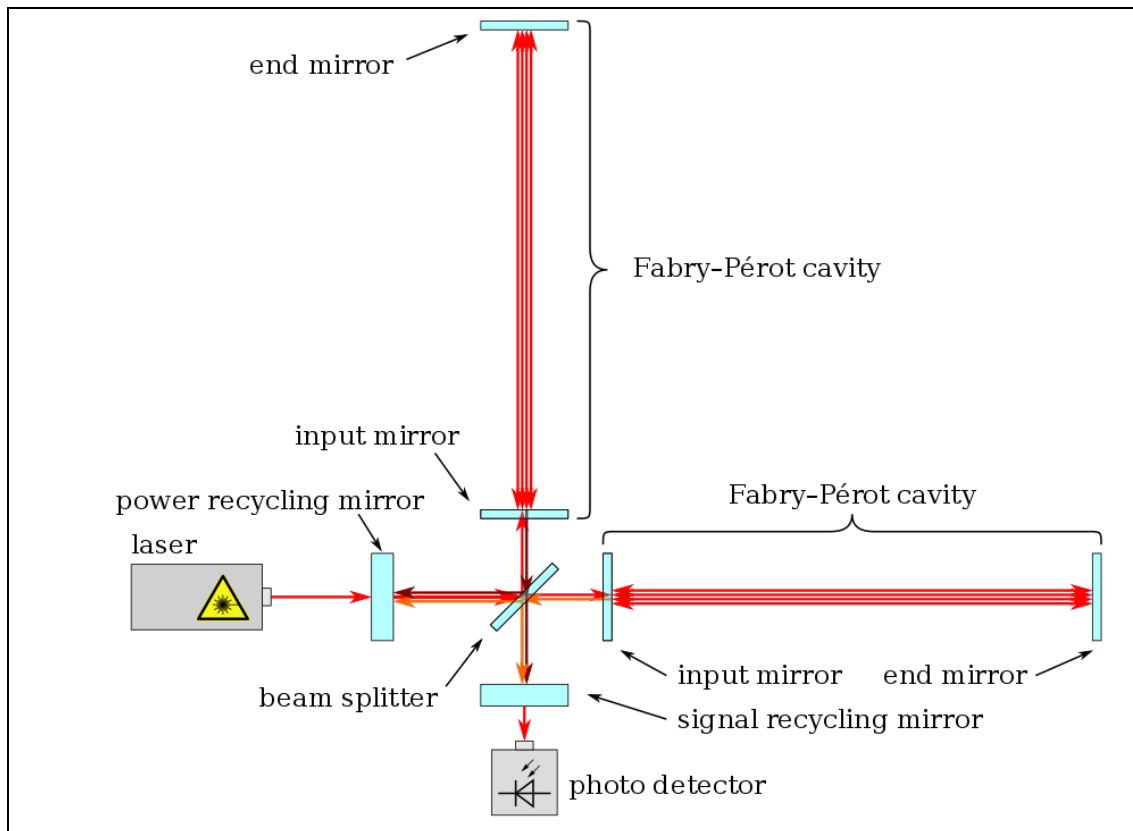 end mirror
Fabry–Pérot cavity
input mirror
power recycling mirror
Fabry–Pérot cavity
laser
input mirror
end mirror
beam splitter
signal recycling mirror
photo detector